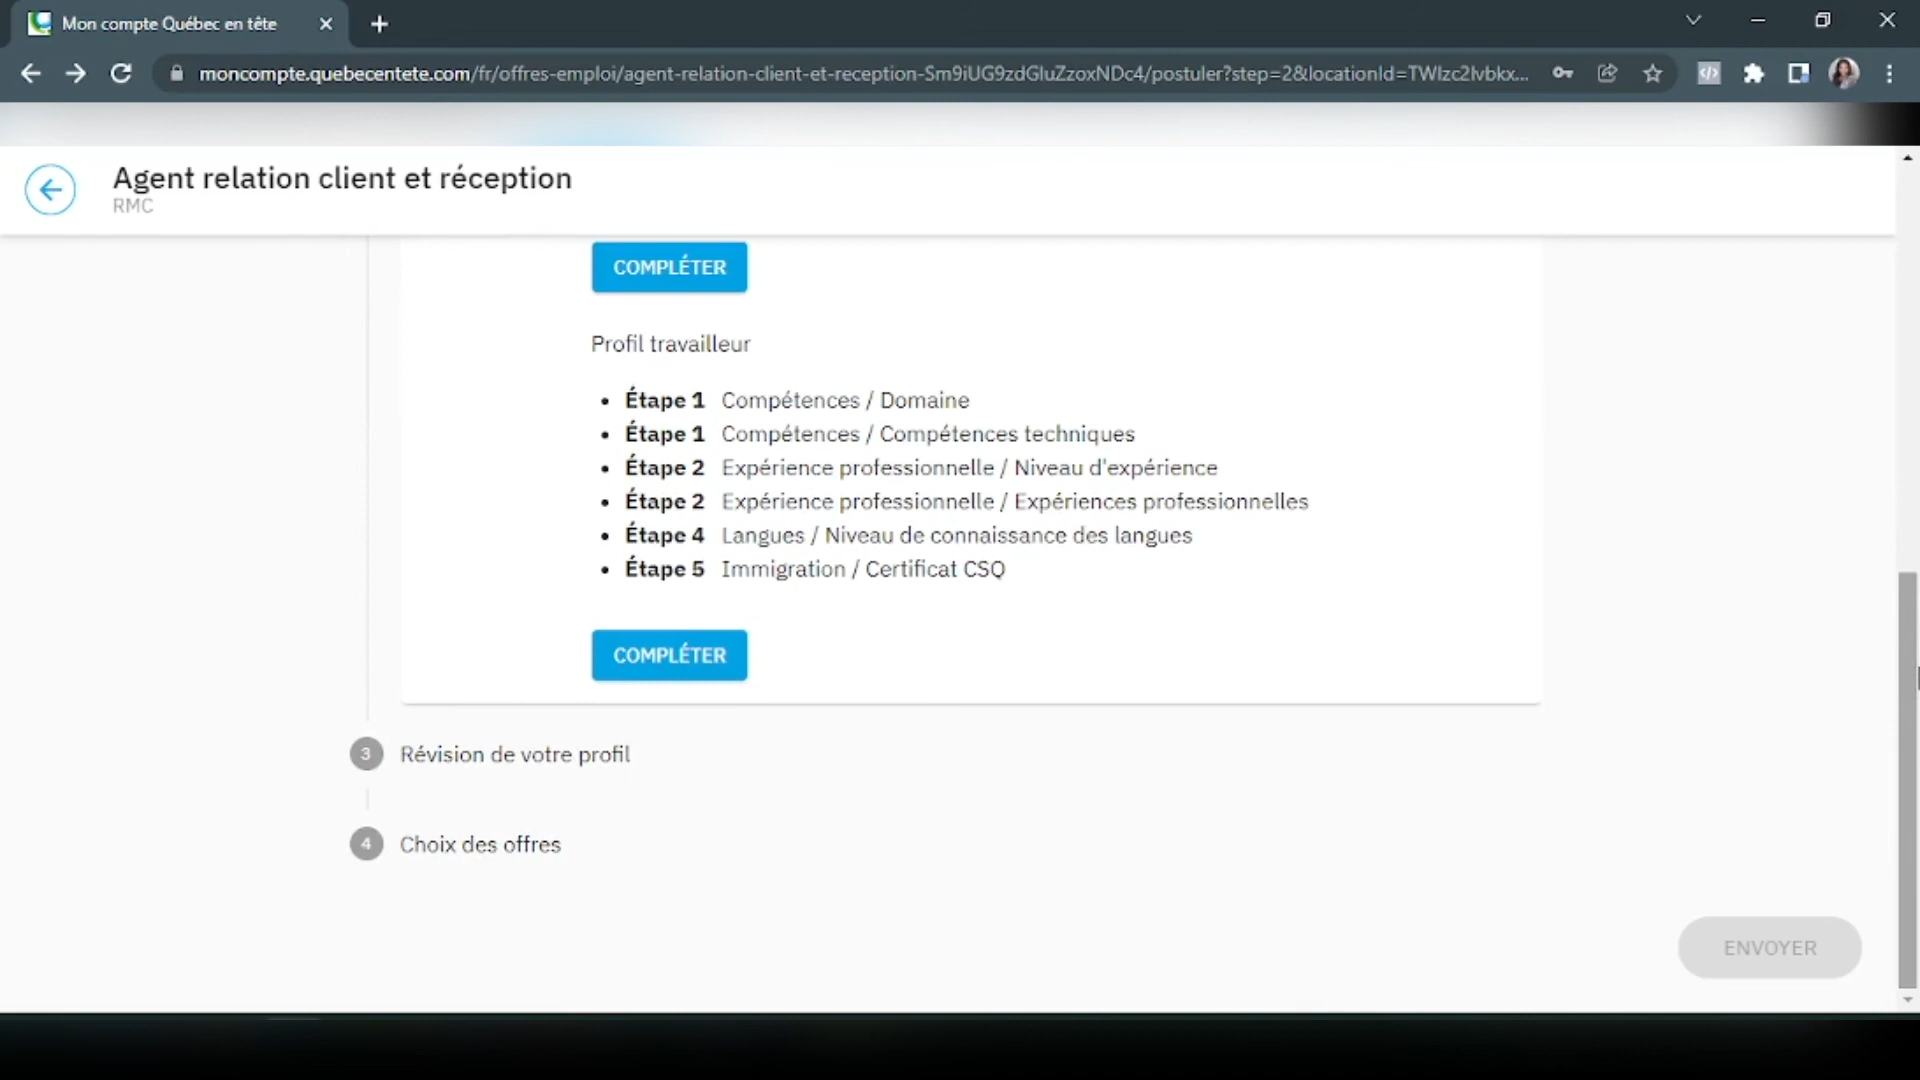 Mon compte Québec en tête
moncompte.quebecentete.com/fr/offres-emploi/agent-relation-client-et-reception-Sm9iUG9zdGluZzoxNDc4/postuler?step=2&locationId=TWlzc2lvbkx...
Agent relation client et réception
RMC
COMPLÉTER
Profil travailleur
• Étape 1 Compétences / Domaine
• Étape 1 Compétences / Compétences techniques
• Étape 2 Expérience professionnelle / Niveau d'expérience
• Étape 2 Expérience professionnelle / Expériences professionnelles
• Étape 4 Langues / Niveau de connaissance des langues
• Étape 5 Immigration / Certificat CSQ
COMPLÉTER
3 Révision de votre profil
4 Choix des offres
ENVOYER